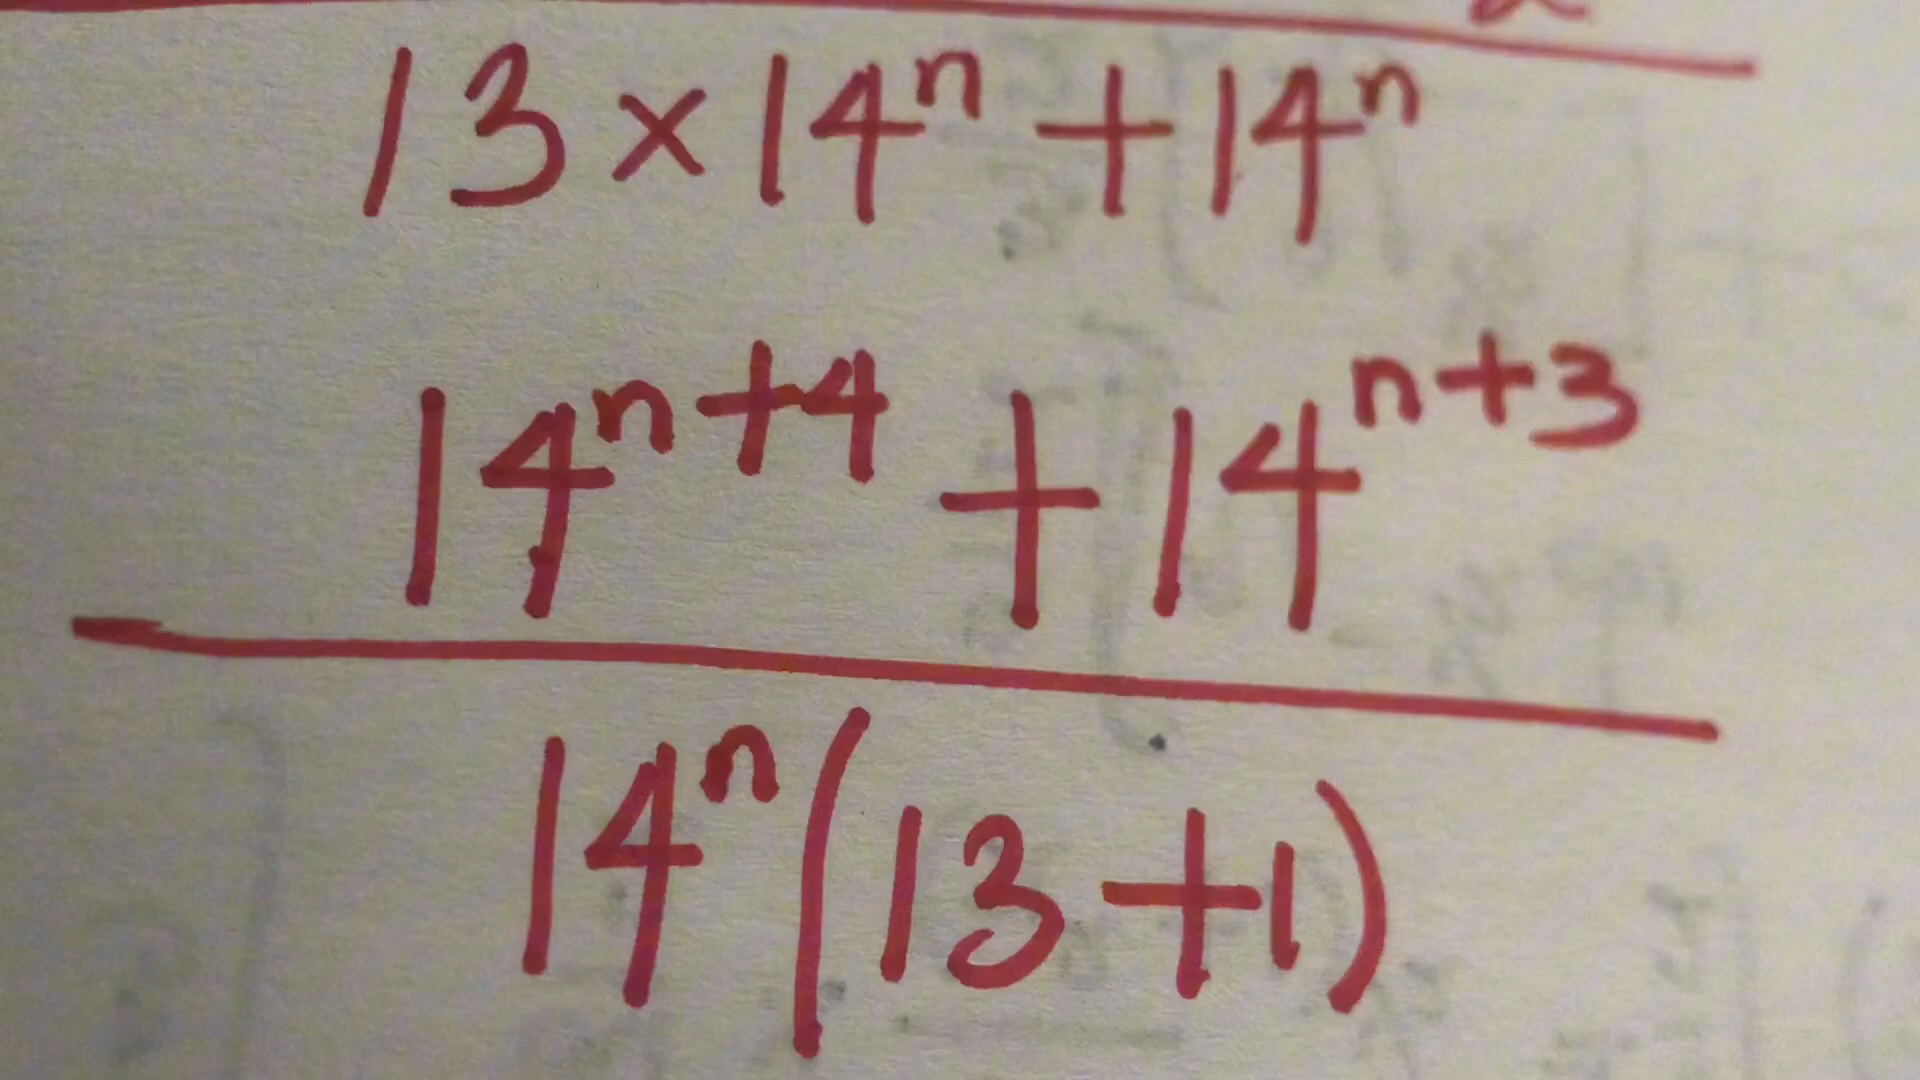 13 × 14ⁿ + 14ⁿ
14ⁿ⁺⁴ + 14ⁿ⁺³
14ⁿ(13+1)